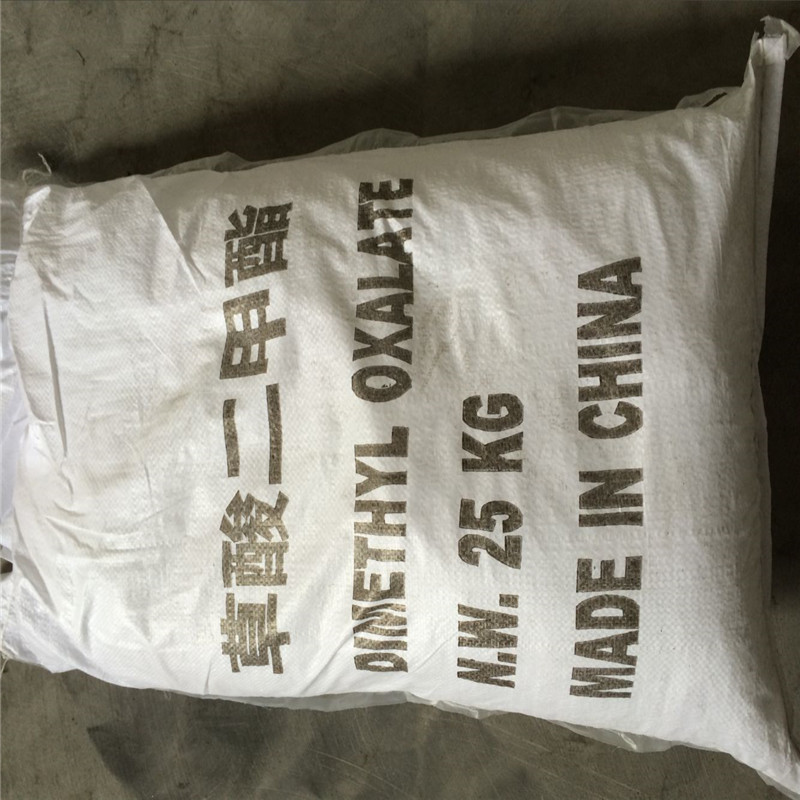 草酸二甲酯
DIMETHYL OXALATE
N.W. 25 KG
MADE IN CHINA